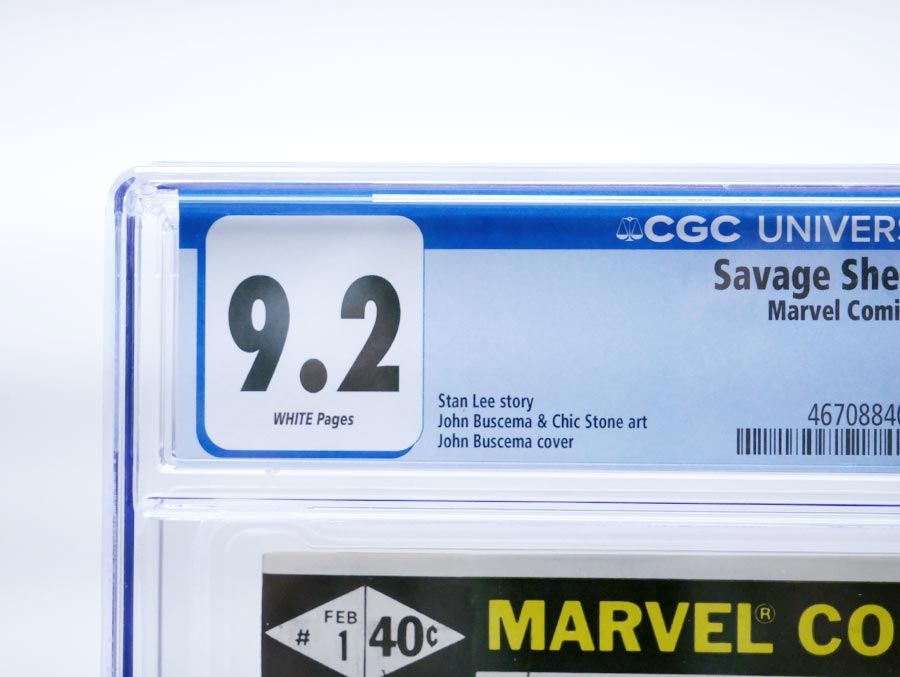 CGC UNIVERS
Savage She
Marvel Comi
9.2
WHITE Pages
Stan Lee story
John Buscema & Chic Stone art
John Buscema cover
4670884
# FEB 1 40¢
MARVEL® CO